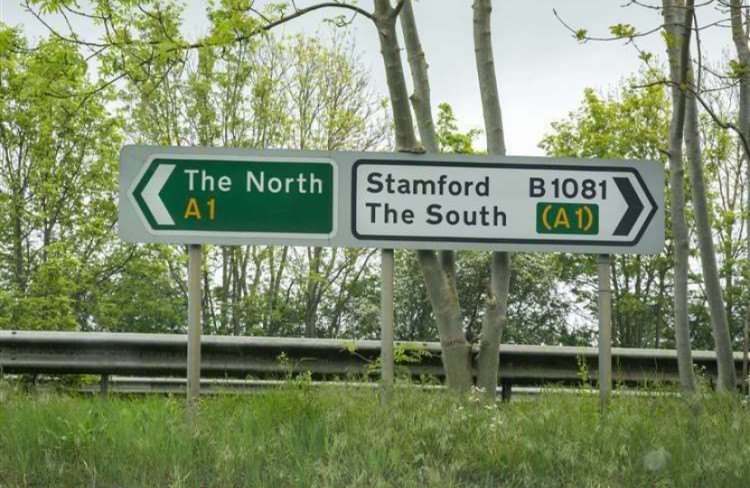 The North
A1
Stamford B1081
The South (A1)